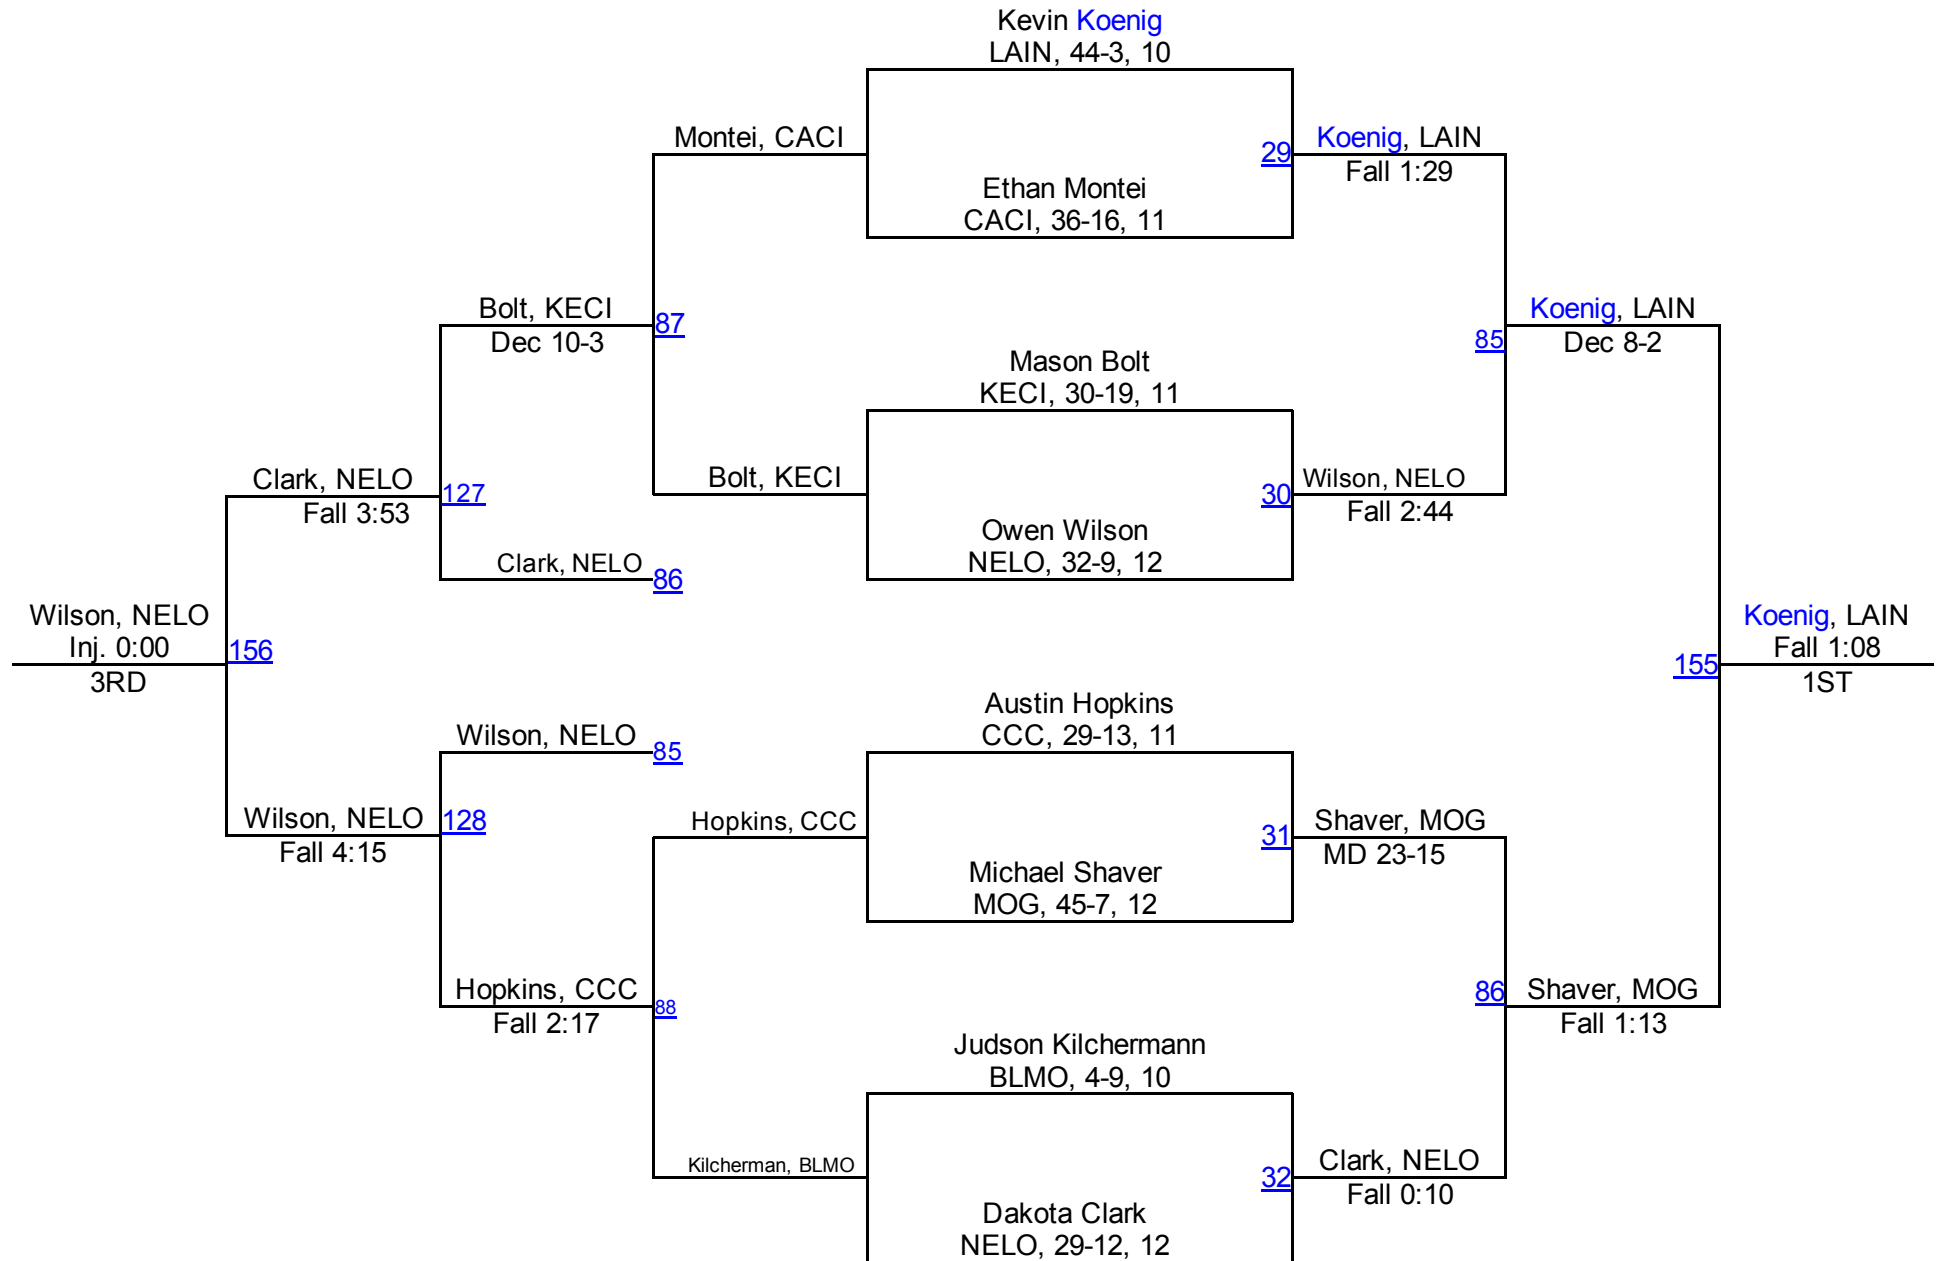 Kevin Koenig
LAIN, 44-3, 10
Montei, CACI
29
Koenig, LAIN
Fall 1:29
Ethan Montei
CACI, 36-16, 11
Bolt, KECI
Dec 10-3
87
Koenig, LAIN
Dec 8-2
85
Mason Bolt
KECI, 30-19, 11
Clark, NELO
Fall 3:53
127
Bolt, KECI
30
Wilson, NELO
Fall 2:44
Owen Wilson
NELO, 32-9, 12
Clark, NELO
86
Wilson, NELO
Inj. 0:00
3RD
156
Koenig, LAIN
Fall 1:08
1ST
155
Austin Hopkins
CCC, 29-13, 11
Wilson, NELO
85
Wilson, NELO
Fall 4:15
128
Hopkins, CCC
31
Shaver, MOG
MD 23-15
Michael Shaver
MOG, 45-7, 12
Hopkins, CCC
Fall 2:17
88
86
Shaver, MOG
Fall 1:13
Judson Kilchermann
BLMO, 4-9, 10
Kilcherman, BLMO
32
Clark, NELO
Fall 0:10
Dakota Clark
NELO, 29-12, 12